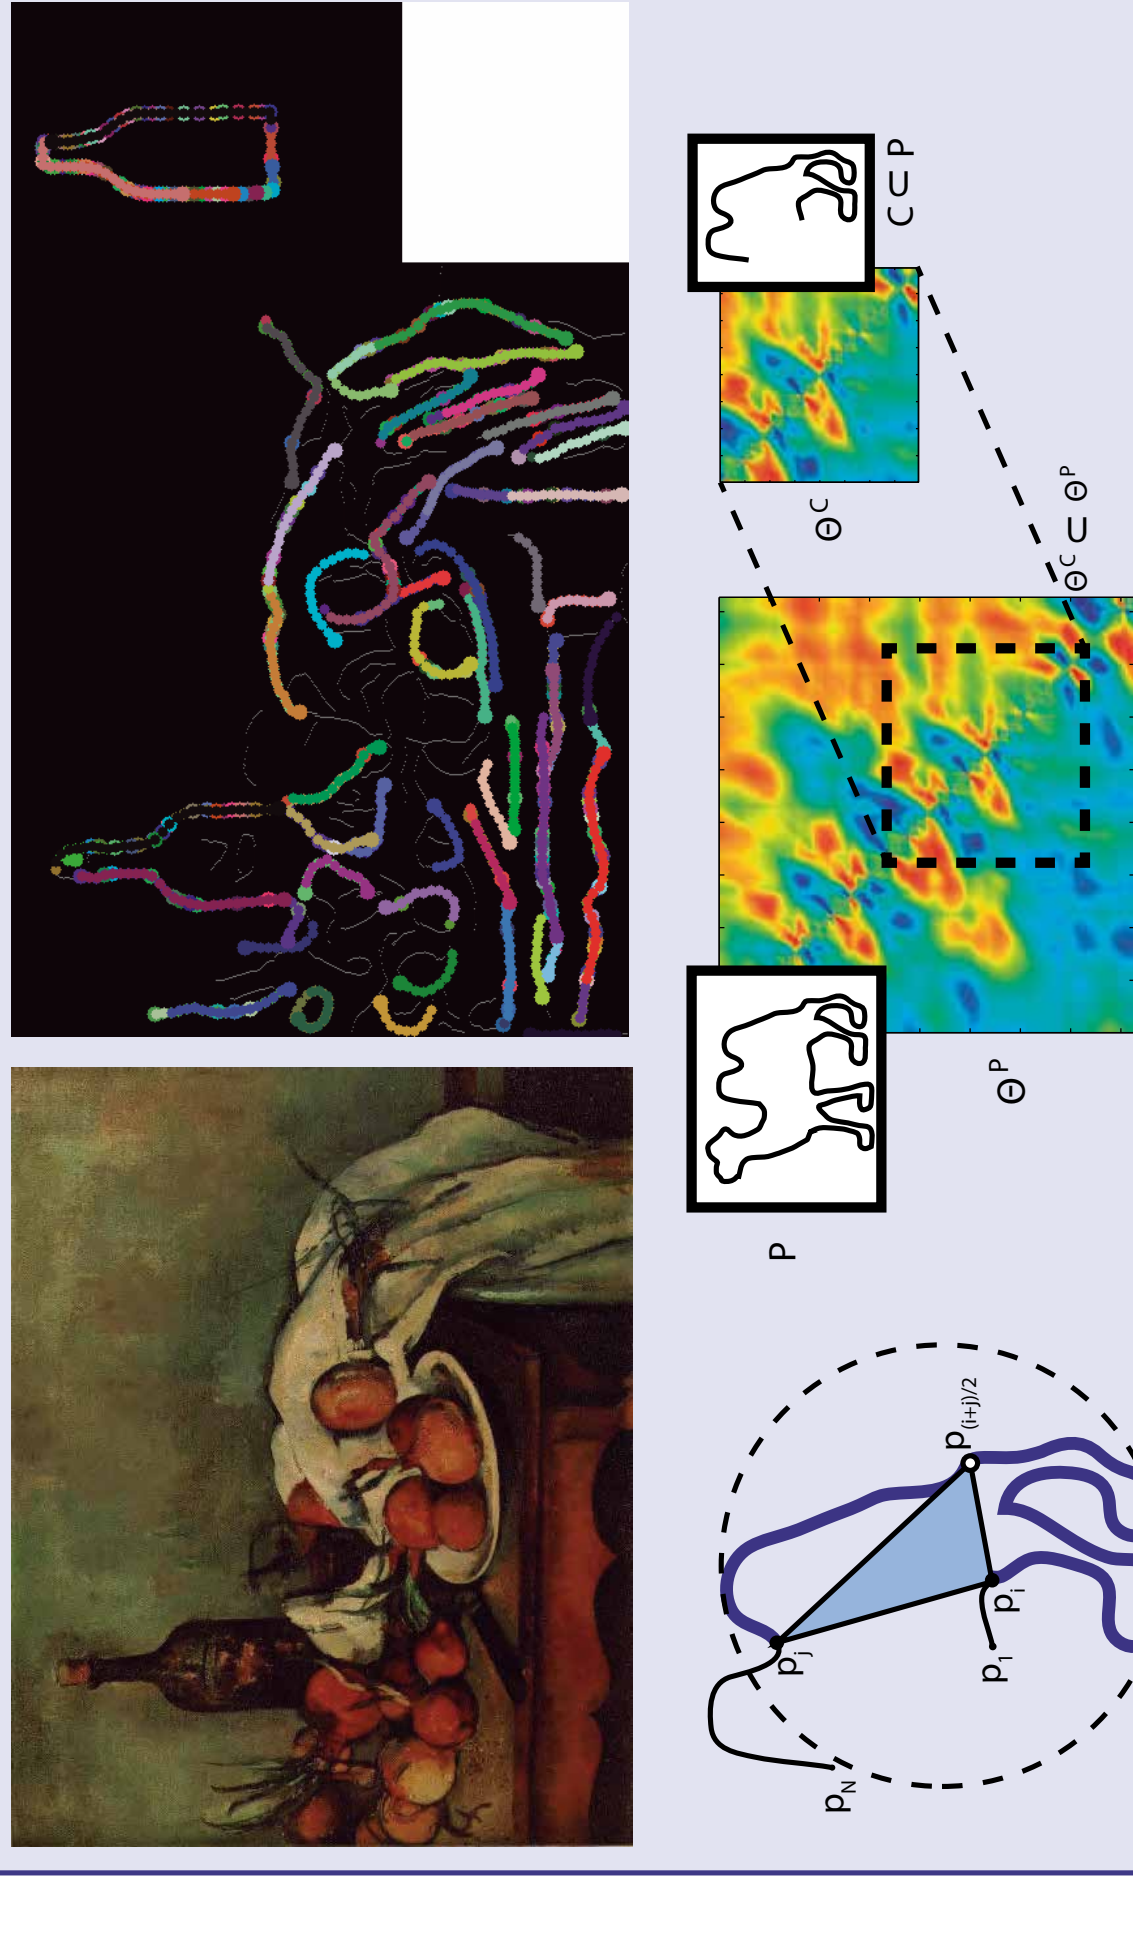 C ⊂ P
Θ^C
Θ^C ⊂ Θ^P
Θ^P
P
p_(i+j)/2
p_i
p_j
p_1
p_N